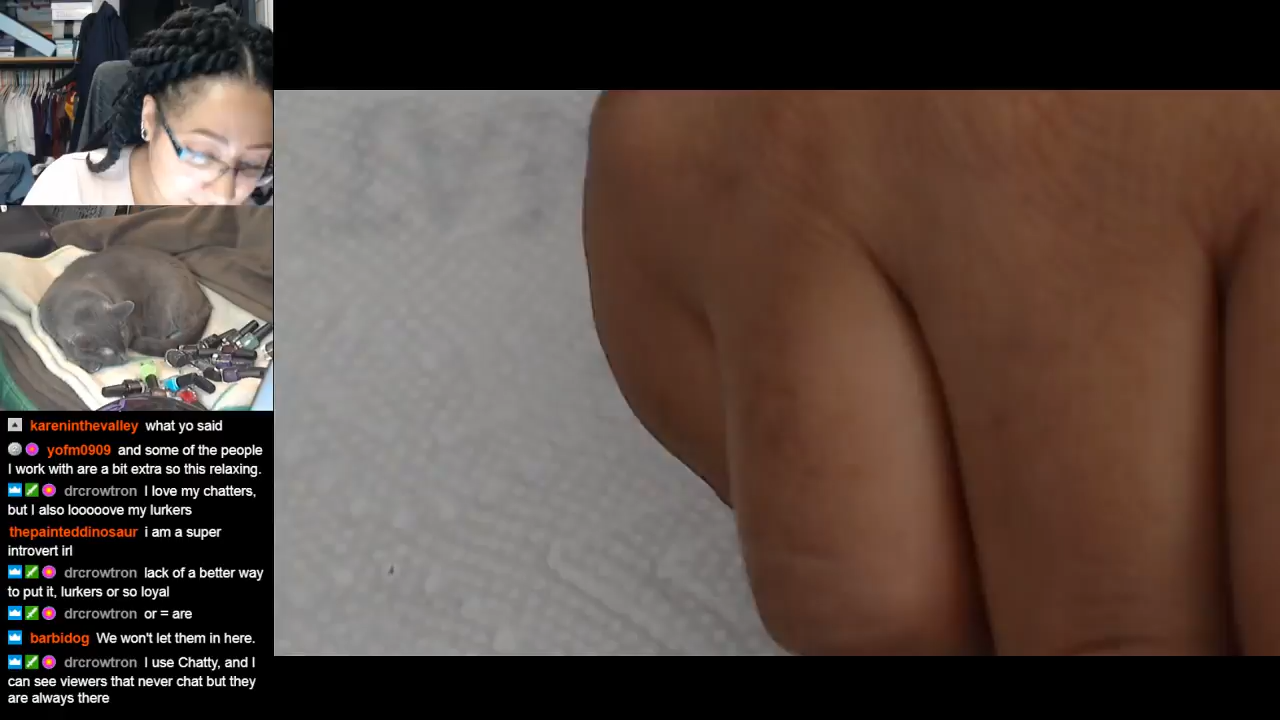 kareninthevalley what yo said
yofm0909 and some of the people
I work with are a bit extra so this relaxing.
drcrowtron I love my chatters,
but I also looooove my lurkers
thepainteddinosaur i am a super
introvert irl
drcrowtron lack of a better way
to put it, lurkers or so loyal
drcrowtron or = are
barbidog We won't let them in here.
drcrowtron I use Chatty, and I
can see viewers that never chat but they
are always there